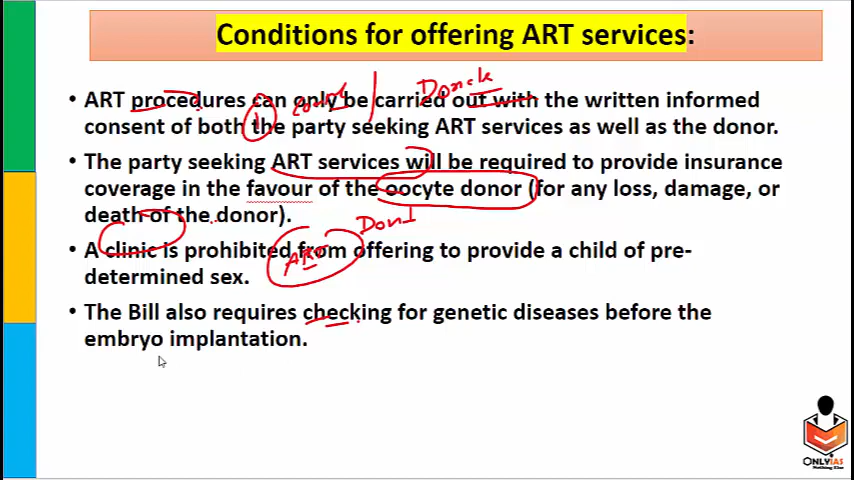 Conditions for offering ART services:
• ART procedures can only be carried out with the written informed
consent of both the party seeking ART services as well as the donor.
• The party seeking ART services will be required to provide insurance
coverage in the favour of the oocyte donor (for any loss, damage, or
death of the donor).
• A clinic is prohibited from offering to provide a child of pre-
determined sex.
ART
• The Bill also requires checking for genetic diseases before the
embryo implantation.
ONLYIAS
Nothing Else